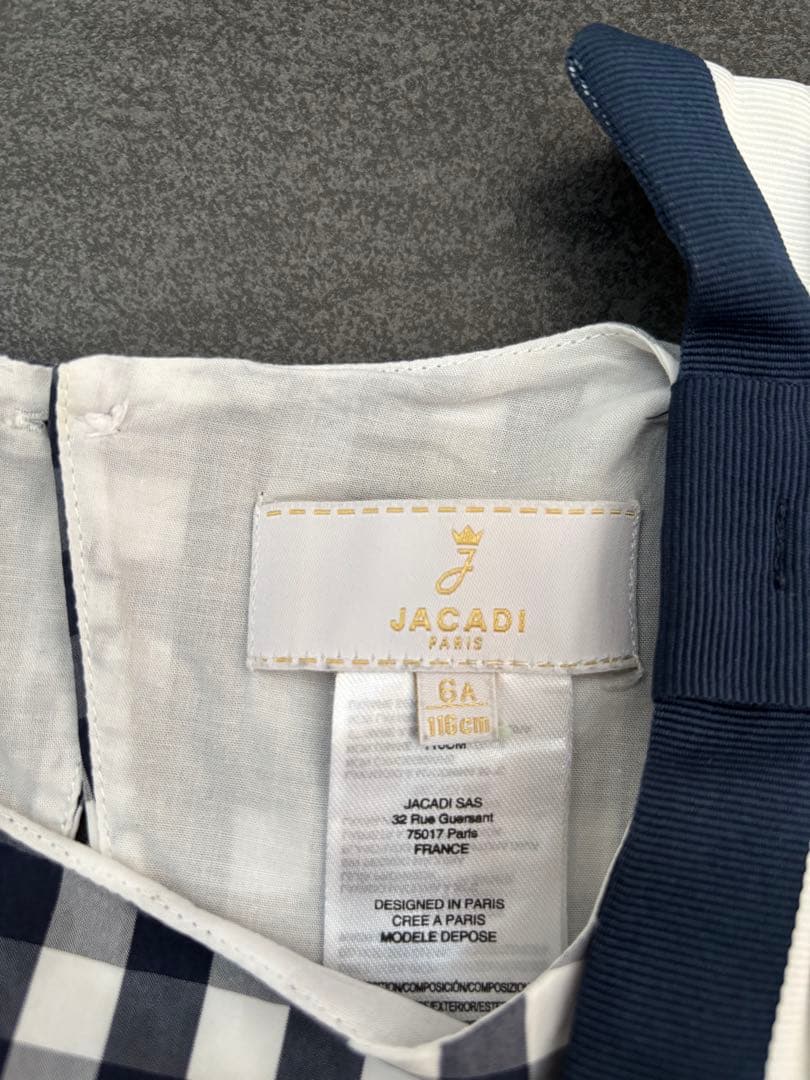 J
JACADI
PARIS
6A
116cm
116CM
JACADI SAS
32 Rue Guersant
75017 Paris
FRANCE
DESIGNED IN PARIS
CREE A PARIS
MODELE DEPOSE